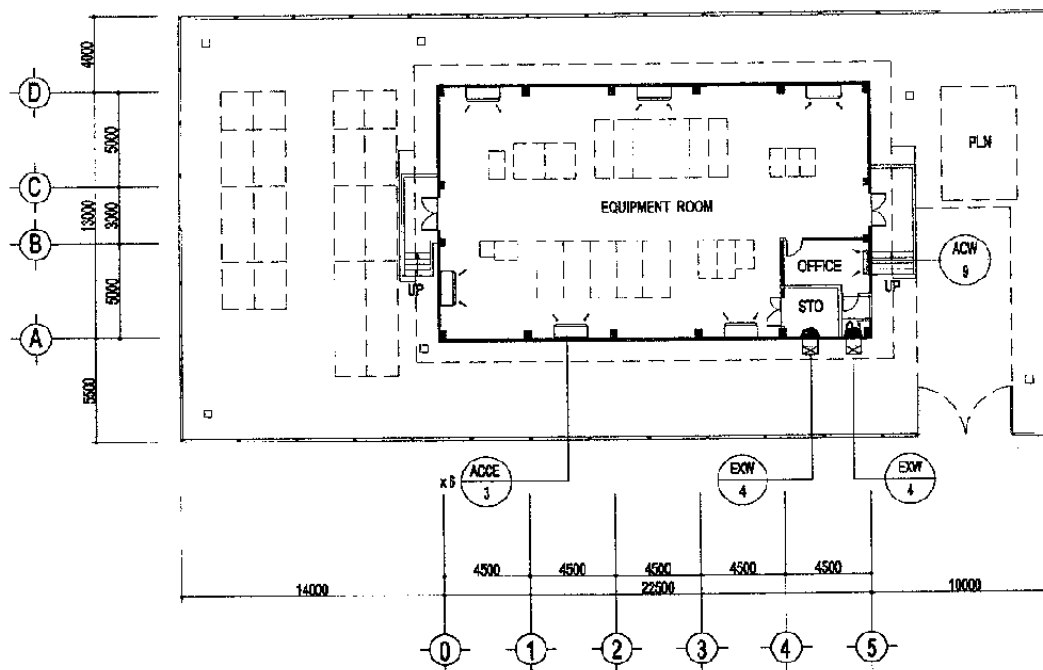 4000
D
5000
PLN
C
13000
3000
EQUIPMENT ROOM
B
OFFICE
ACW
9
UP
UP
5000
STO
A
5500
x 6
ACCE
3
EXW
4
EXW
4
4500
4500
4500
4500
4500
14000
22500
10000
0
1
2
3
4
5